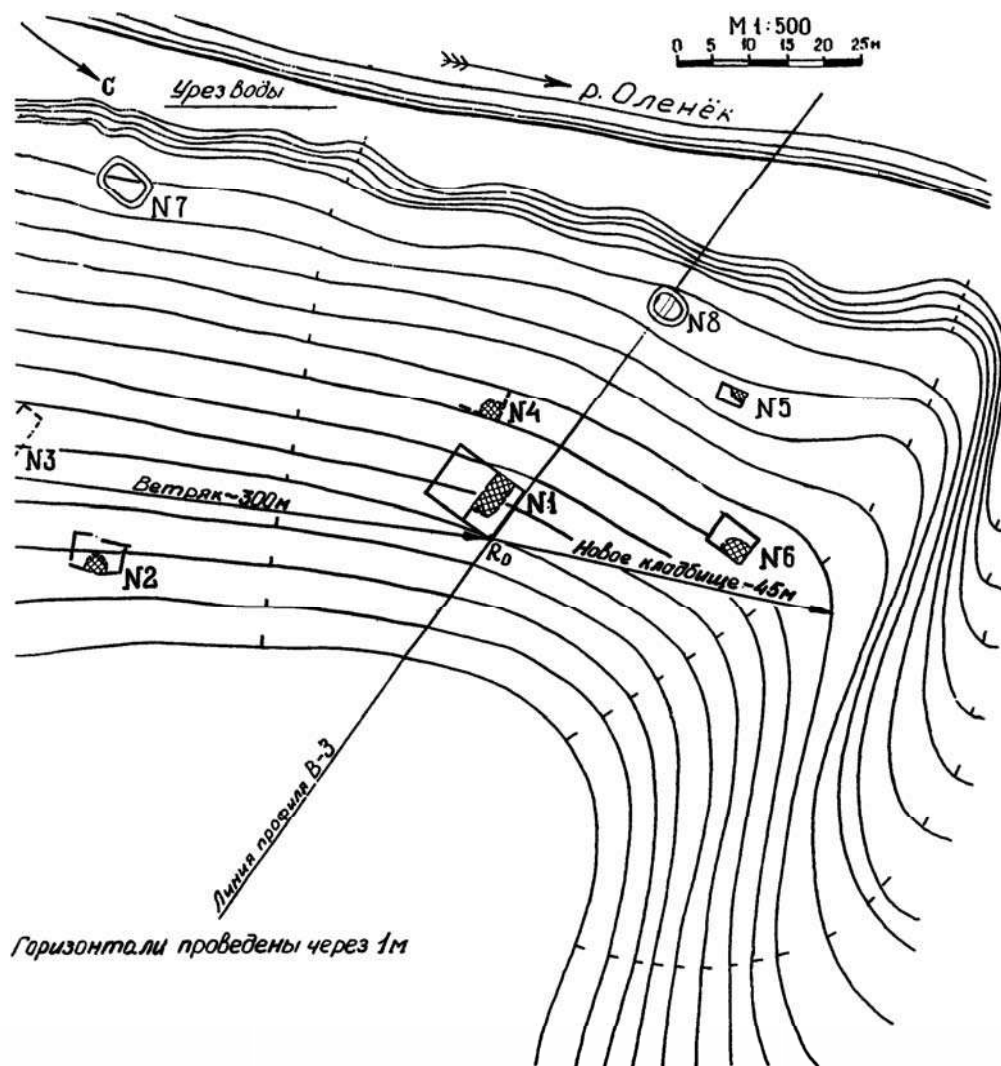 М 1:500
0 5 10 15 20 25м
С
Урез воды
р. Оленёк
N7
N8
N5
N4
N3
Ветряк~300м
N1
N6
R0
Новое кладбище~45м
N2
Линия профиля В-З
Горизонтали проведены через 1м